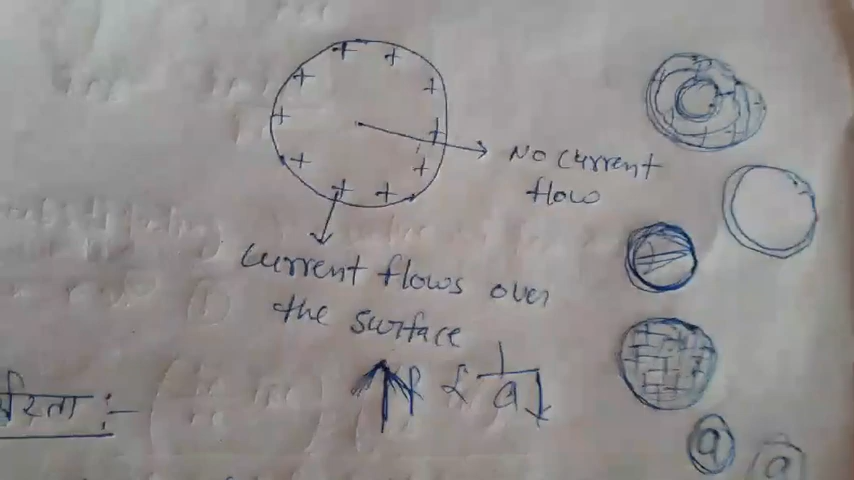 No current
flow
current flows over
the surface
R ∝ 1/a
a
a